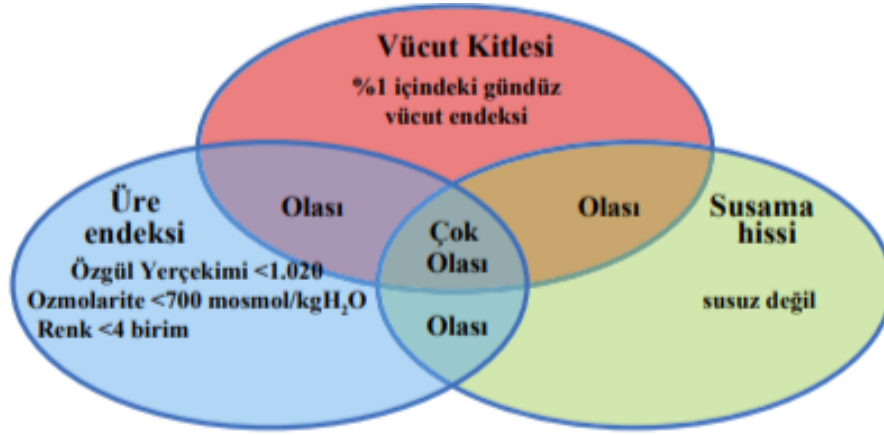 Vücut Kitlesi
%1 içindeki gündüz
vücut endeksi
Üre
endeksi
Özgül Yerçekimi <1.020
Ozmolarite <700 mosmol/kgH₂O
Renk <4 birim
Olası
Çok
Olası
Olası
Olası
Susama
hissi
susuz değil